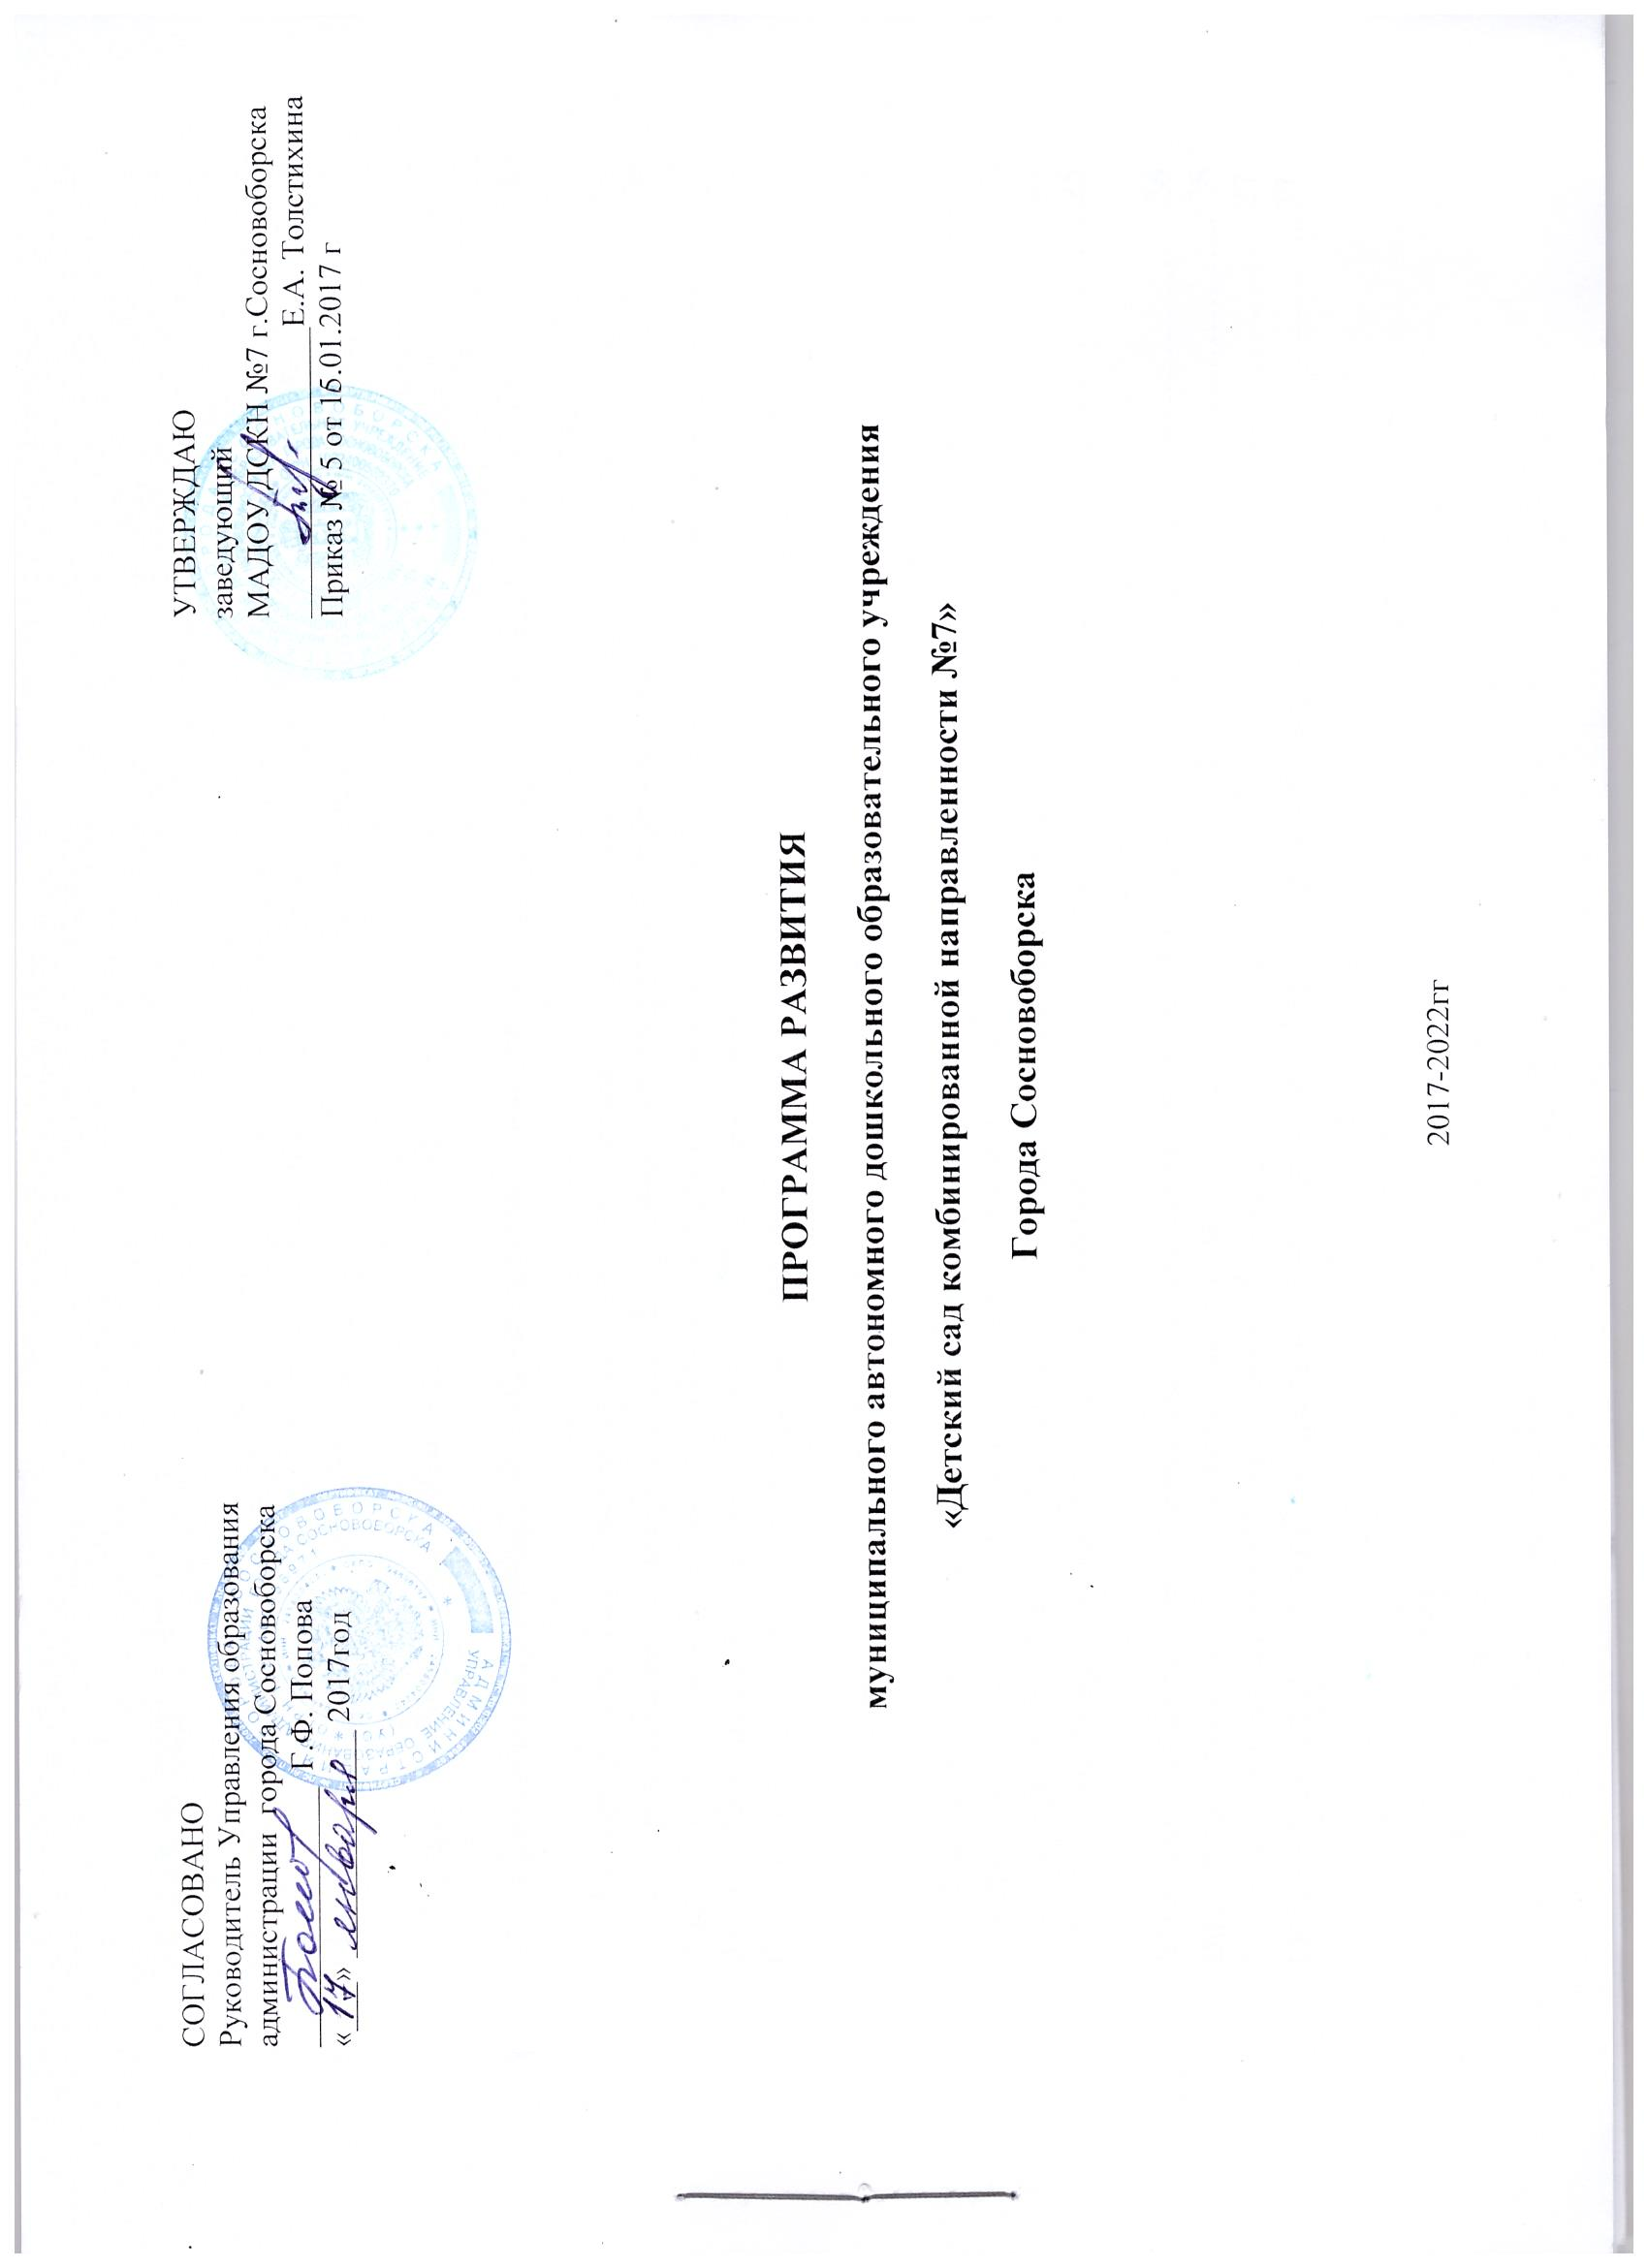 СОГЛАСОВАНО
Руководитель Управления образования
администрации города Сосновоборска
Г.Ф. Попова
« 17 » января 2017год
УТВЕРЖДАЮ
заведующий
МАДОУ ДСКН №7 г.Сосновоборска
Е.А. Толстихина
Приказ № 5 от 16.01.2017 г
ПРОГРАММА РАЗВИТИЯ
муниципального автономного дошкольного образовательного учреждения
«Детский сад комбинированной направленности №7»
Города Сосновоборска
2017-2022гг